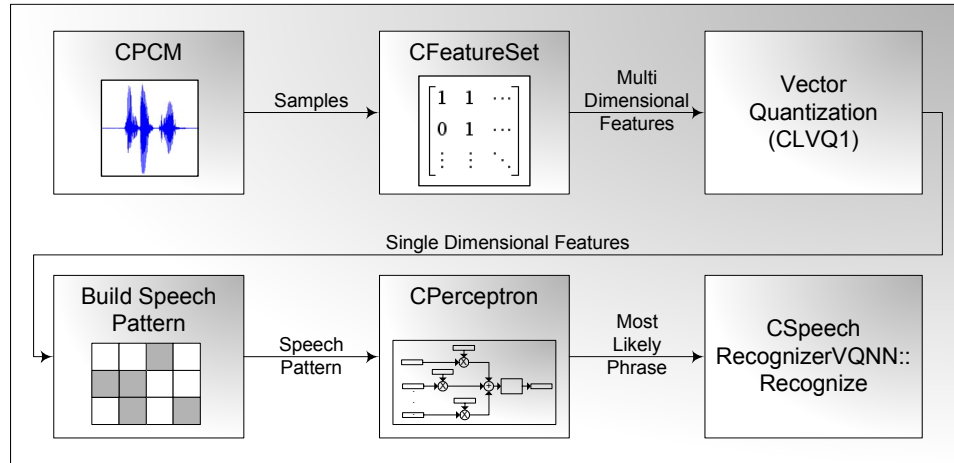 CPCM
Samples
CFeatureSet
1 1 ⋯
0 1 ⋯
⋮ ⋮ ⋱
Multi
Dimensional
Features
Vector
Quantization
(CLVQ1)
Single Dimensional Features
Build Speech
Pattern
Speech
Pattern
CPerceptron
Most
Likely
Phrase
CSpeech
RecognizerVQNN::
Recognize